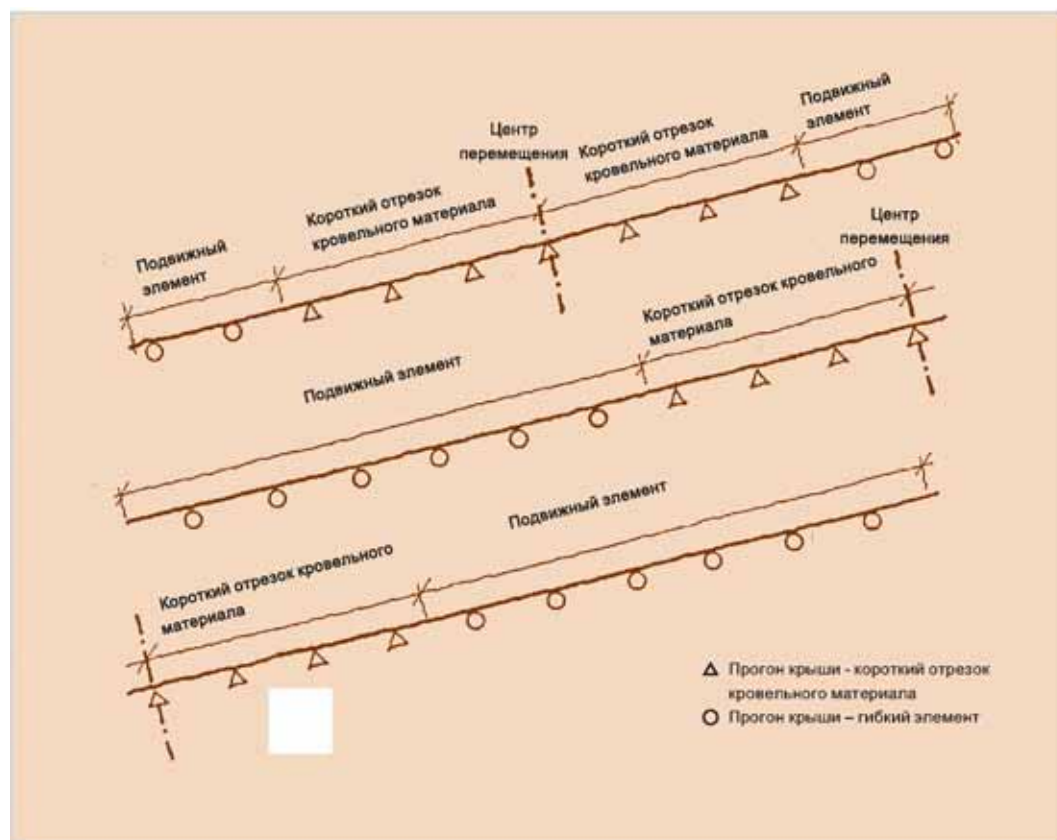 Подвижный
элемент
Центр
перемещения
Короткий отрезок
кровельного материала
Короткий отрезок
кровельного материала
Подвижный
элемент
Центр
перемещения
Короткий отрезок кровельного
материала
Подвижный элемент
Подвижный элемент
Короткий отрезок кровельного
материала
Прогон крыши - короткий отрезок
кровельного материала
Прогон крыши – гибкий элемент